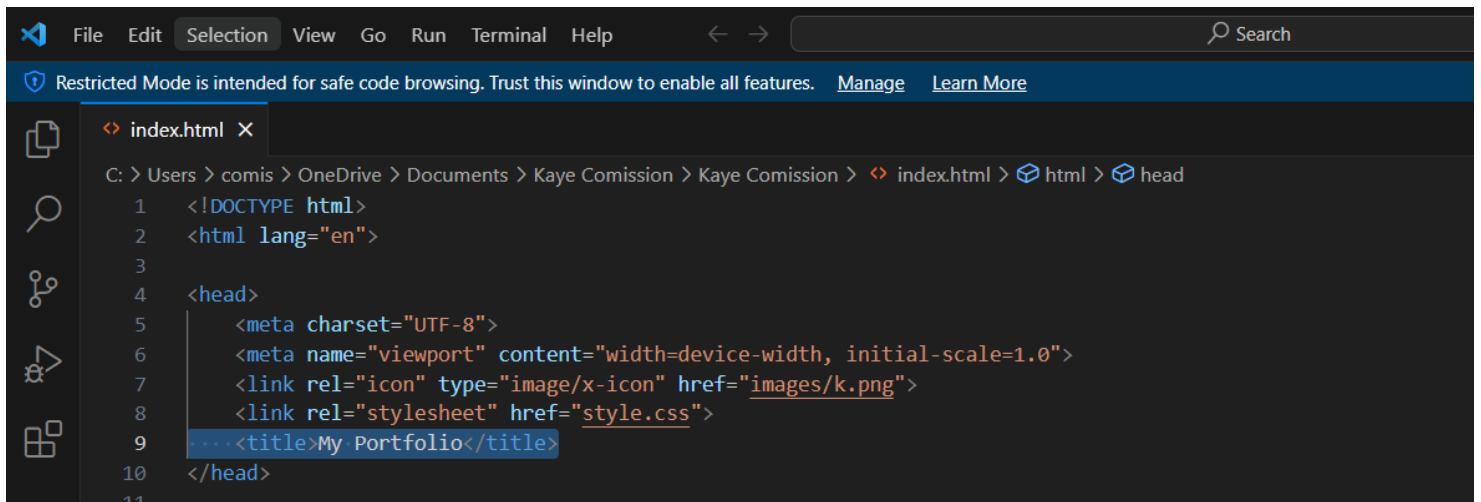 File Edit Selection View Go Run Terminal Help Search
Restricted Mode is intended for safe code browsing. Trust this window to enable all features. Manage Learn More
<> index.html ×
C: > Users > comis > OneDrive > Documents > Kaye Comission > Kaye Comission > <> index.html > html > head
1 <!DOCTYPE html>
2 <html lang="en">
3
4 <head>
5 <meta charset="UTF-8">
6 <meta name="viewport" content="width=device-width, initial-scale=1.0">
7 <link rel="icon" type="image/x-icon" href="images/k.png">
8 <link rel="stylesheet" href="style.css">
9 ····<title>My·Portfolio</title>
10 </head>
11